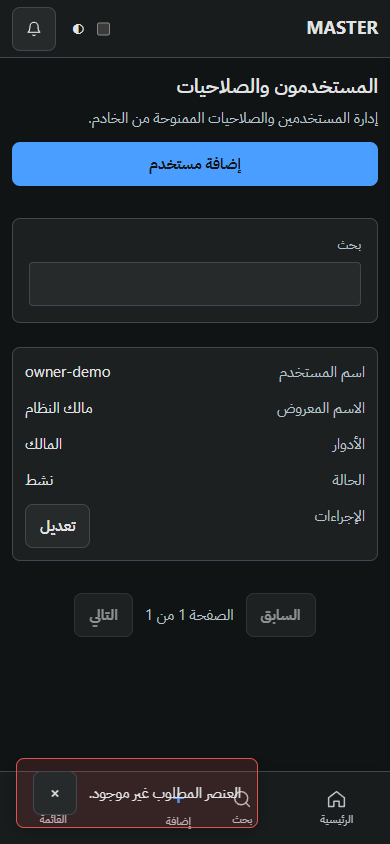 MASTER
المستخدمون والصلاحيات
إدارة المستخدمين والصلاحيات الممنوحة من الخادم.
إضافة مستخدم
بحث
اسم المستخدم owner-demo
الاسم المعروض مالك النظام
الأدوار المالك
الحالة نشط
الإجراءات تعديل
السابق الصفحة 1 من 1 التالي
العنصر المطلوب غير موجود. ×
الرئيسية بحث إضافة القائمة